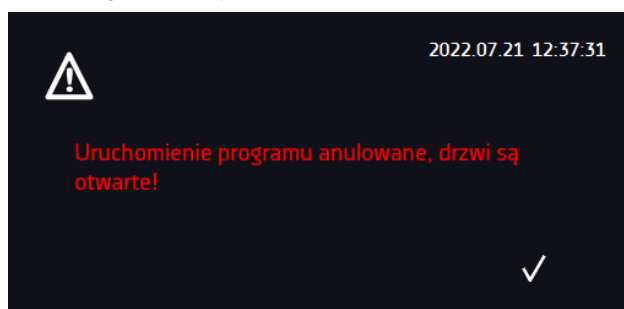 2022.07.21 12:37:31
Uruchomienie programu anulowane, drzwi są
otwarte!